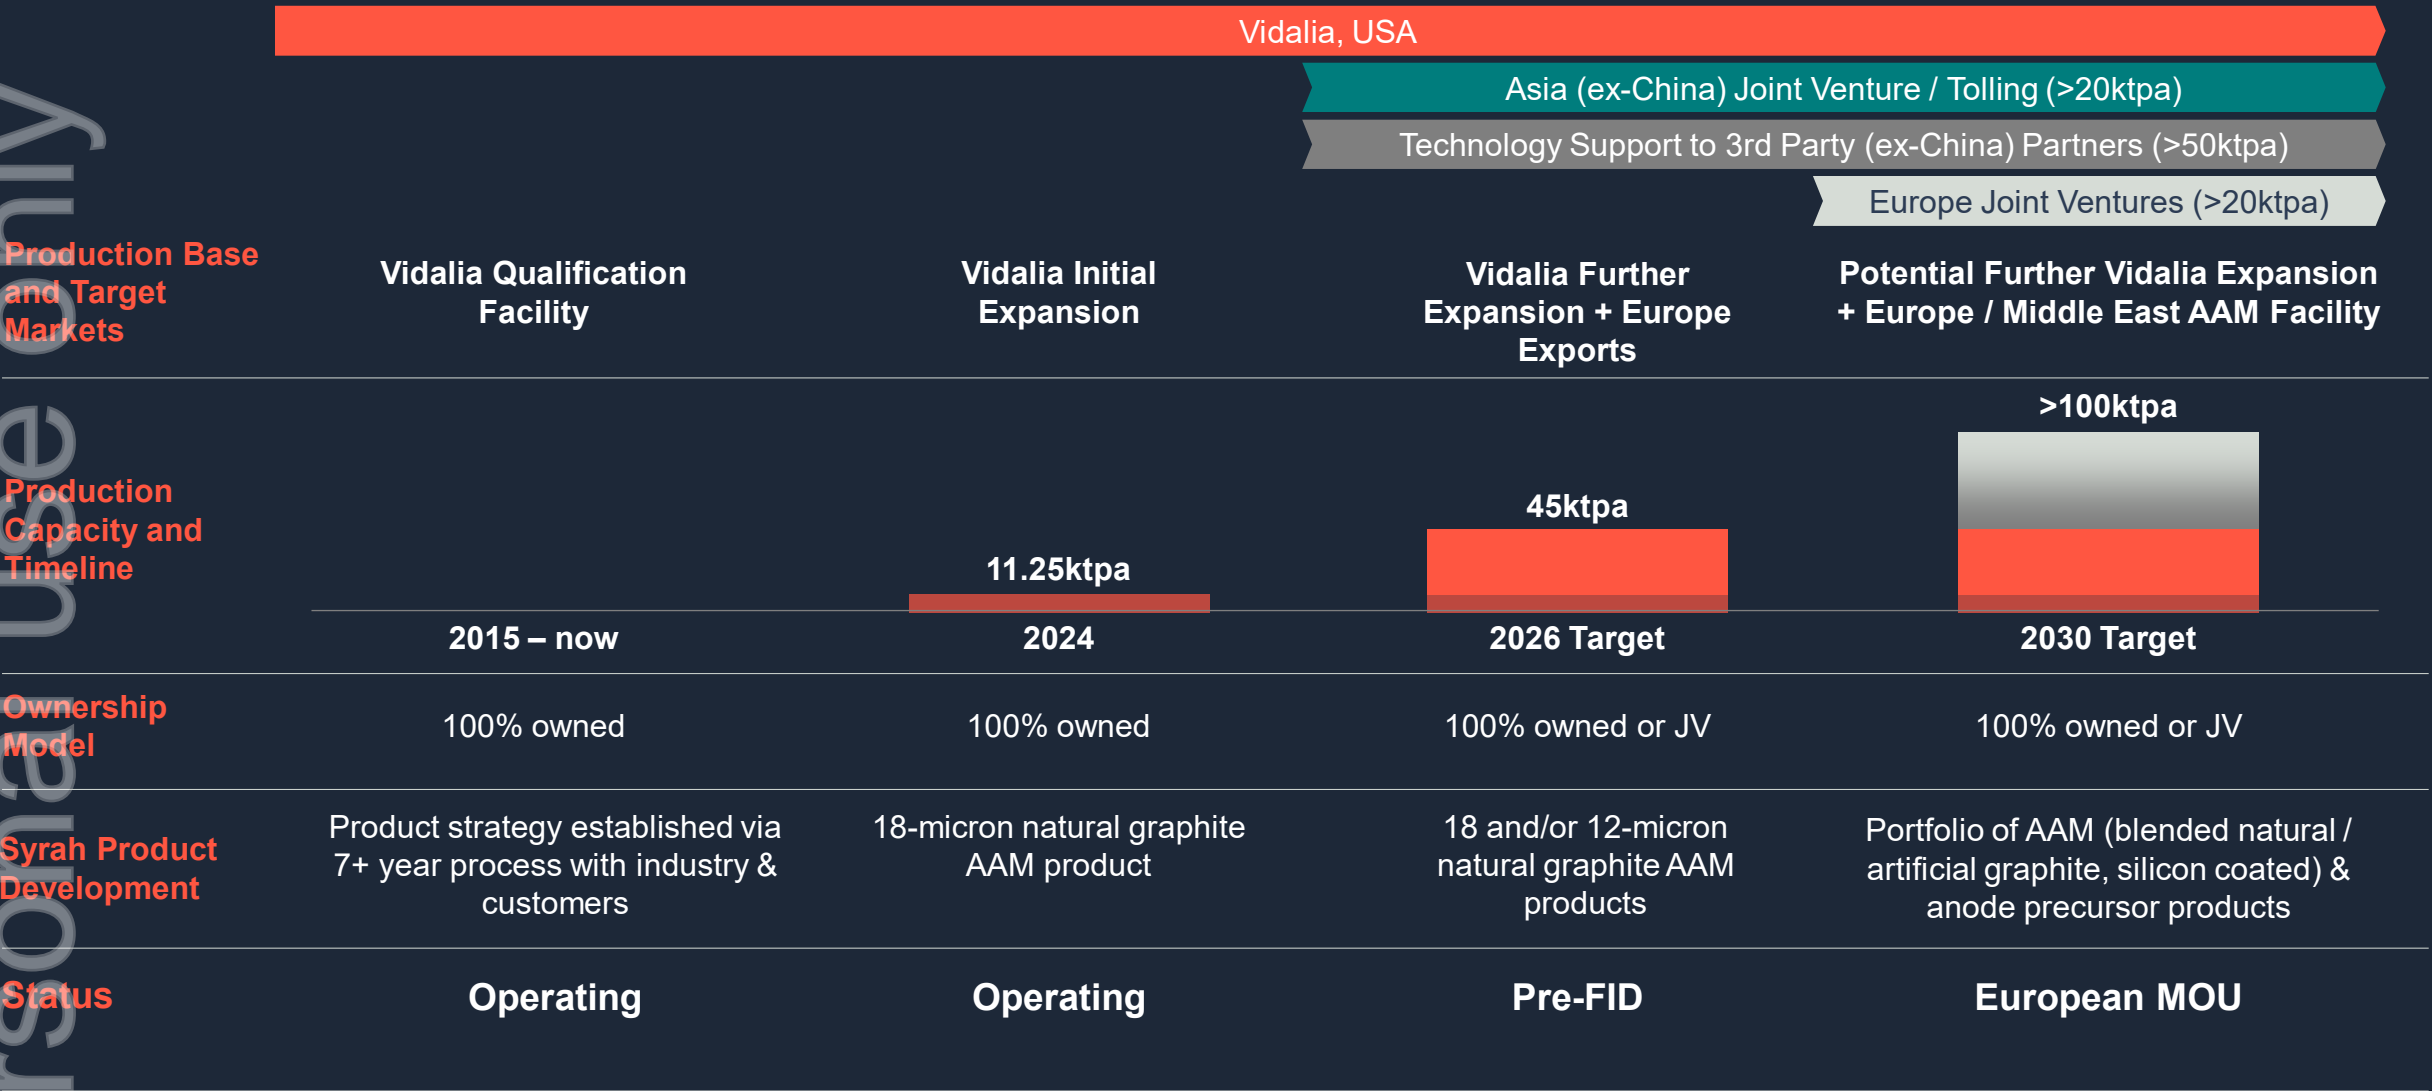 Vidalia, USA
Asia (ex-China) Joint Venture / Tolling (>20ktpa)
Technology Support to 3rd Party (ex-China) Partners (>50ktpa)
Europe Joint Ventures (>20ktpa)
Production Base
and Target
Markets
Vidalia Qualification
Facility
Vidalia Initial
Expansion
Vidalia Further
Expansion + Europe
Exports
Potential Further Vidalia Expansion
+ Europe / Middle East AAM Facility
Production
Capacity and
Timeline
11.25ktpa
45ktpa
>100ktpa
2015 – now
2024
2026 Target
2030 Target
Ownership
Model
100% owned
100% owned
100% owned or JV
100% owned or JV
Syrah Product
Development
Product strategy established via
7+ year process with industry &
customers
18-micron natural graphite
AAM product
18 and/or 12-micron
natural graphite AAM
products
Portfolio of AAM (blended natural /
artificial graphite, silicon coated) &
anode precursor products
Status
Operating
Operating
Pre-FID
European MOU
rsonal use only